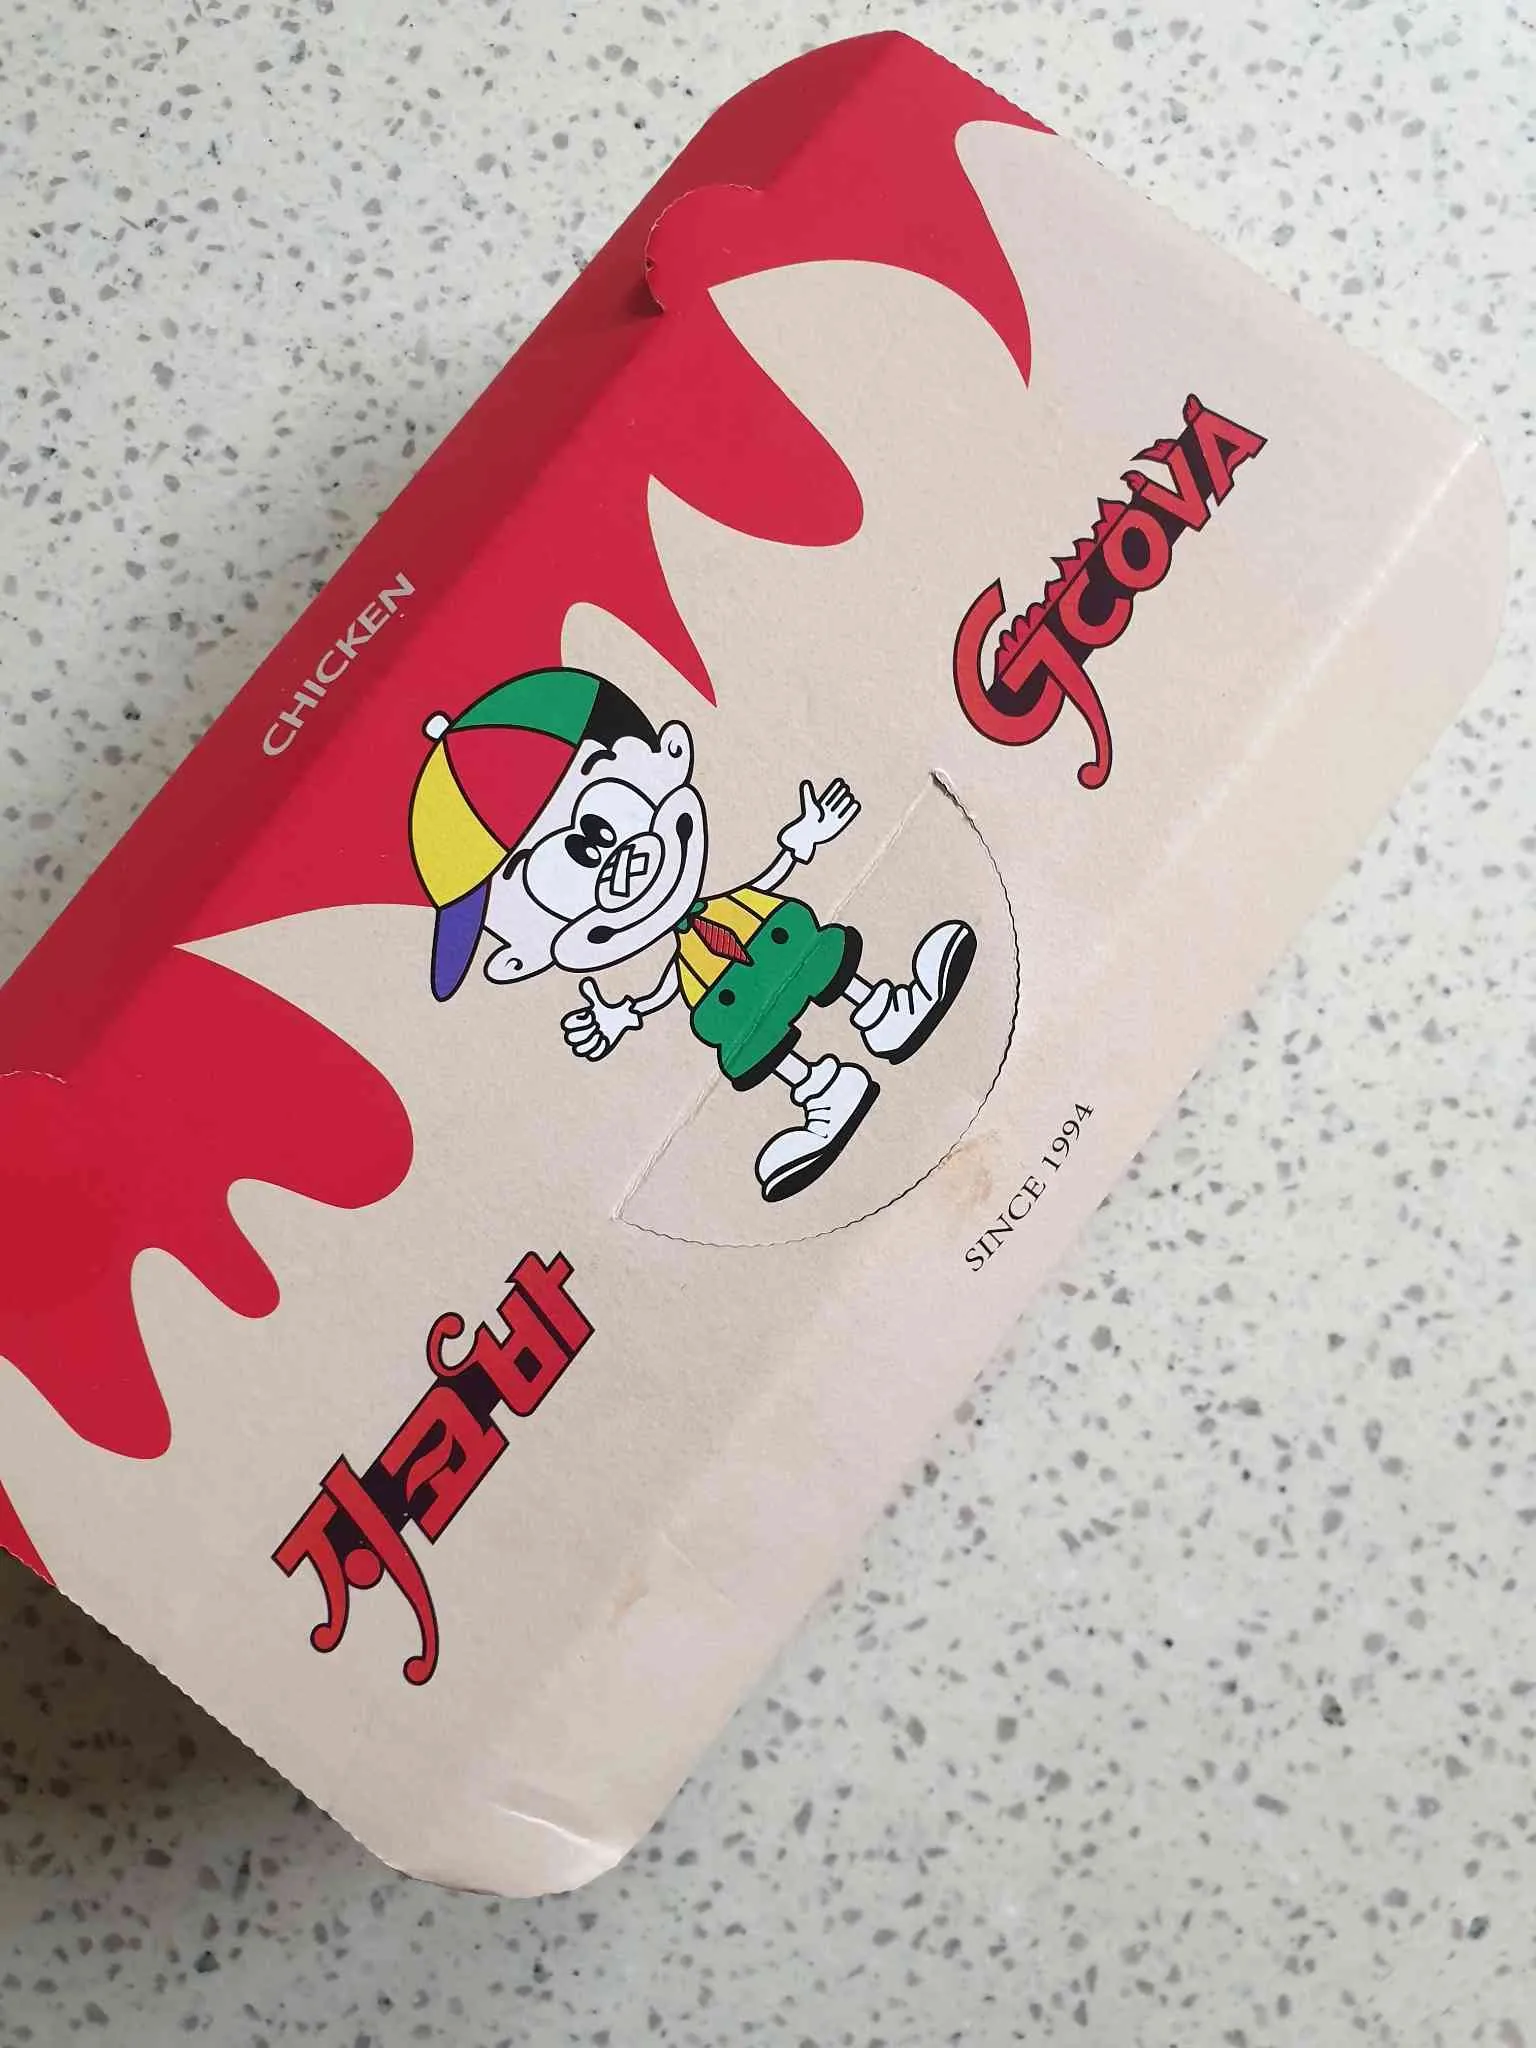 CHICKEN
지코바
GCOVA
SINCE 1994